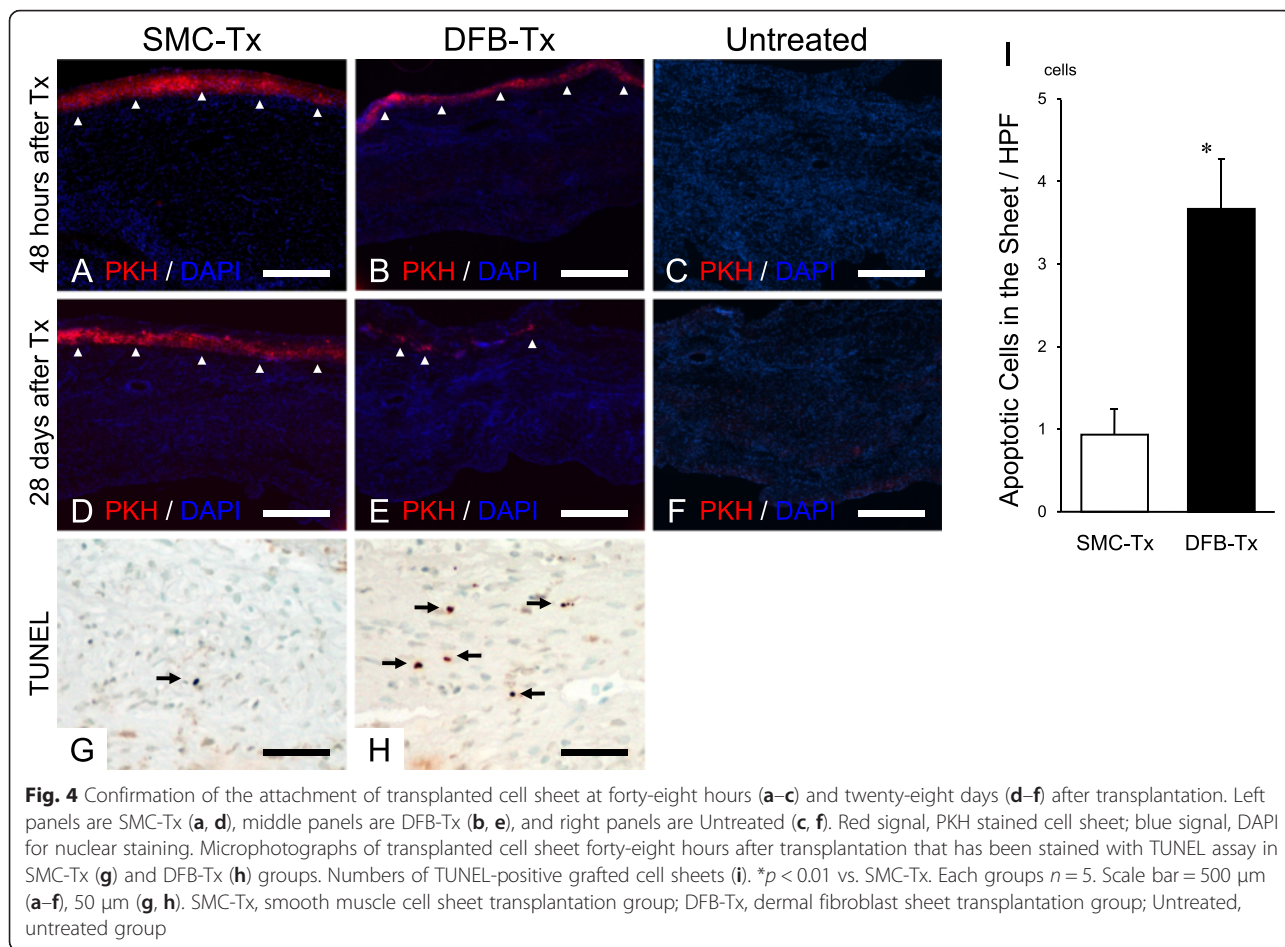 SMC-Tx DFB-Tx Untreated
48 hours after Tx
A PKH / DAPI
B PKH / DAPI
C PKH / DAPI
28 days after Tx
D PKH / DAPI
E PKH / DAPI
F PKH / DAPI
TUNEL
G
H
I
cells
5
4
3
2
1
0
*
Apoptotic Cells in the Sheet / HPF
SMC-Tx DFB-Tx
Fig. 4 Confirmation of the attachment of transplanted cell sheet at forty-eight hours (a–c) and twenty-eight days (d–f) after transplantation. Left
panels are SMC-Tx (a, d), middle panels are DFB-Tx (b, e), and right panels are Untreated (c, f). Red signal, PKH stained cell sheet; blue signal, DAPI
for nuclear staining. Microphotographs of transplanted cell sheet forty-eight hours after transplantation that has been stained with TUNEL assay in
SMC-Tx (g) and DFB-Tx (h) groups. Numbers of TUNEL-positive grafted cell sheets (i). *p < 0.01 vs. SMC-Tx. Each groups n = 5. Scale bar = 500 μm
(a–f), 50 μm (g, h). SMC-Tx, smooth muscle cell sheet transplantation group; DFB-Tx, dermal fibroblast sheet transplantation group; Untreated,
untreated group